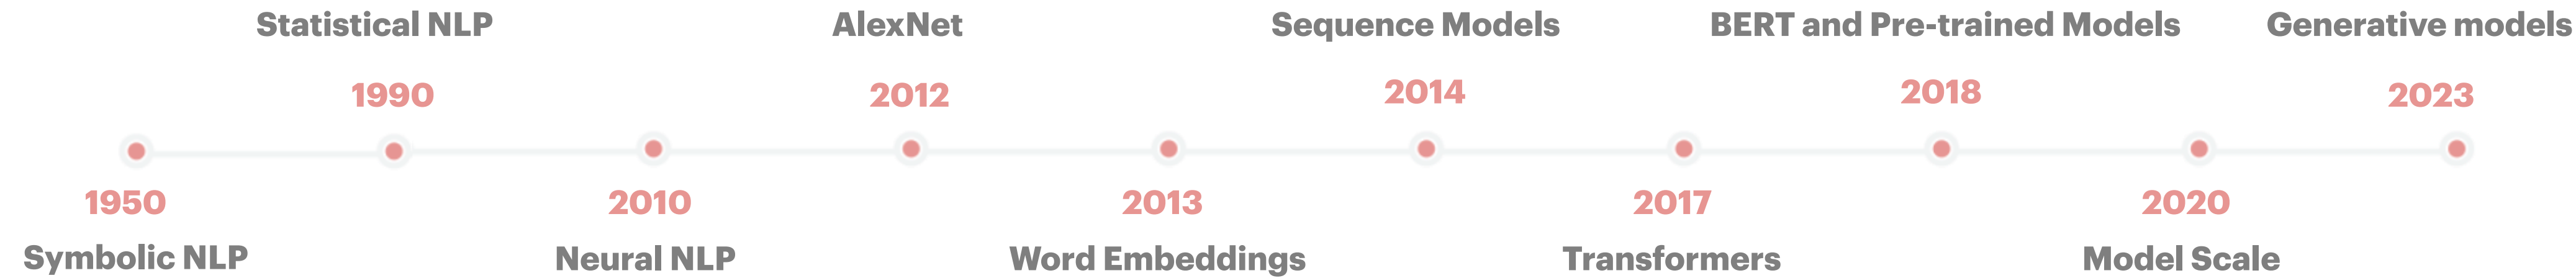 Statistical NLP
AlexNet
Sequence Models
BERT and Pre-trained Models
Generative models
1990
2012
2014
2018
2023
1950
2010
2013
2017
2020
Symbolic NLP
Neural NLP
Word Embeddings
Transformers
Model Scale